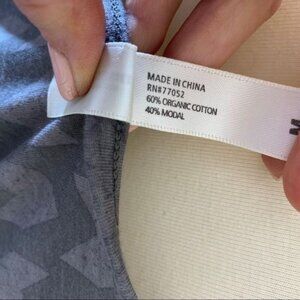 MADE IN CHINA
RN#77052
60% ORGANIC COTTON
40% MODAL
M